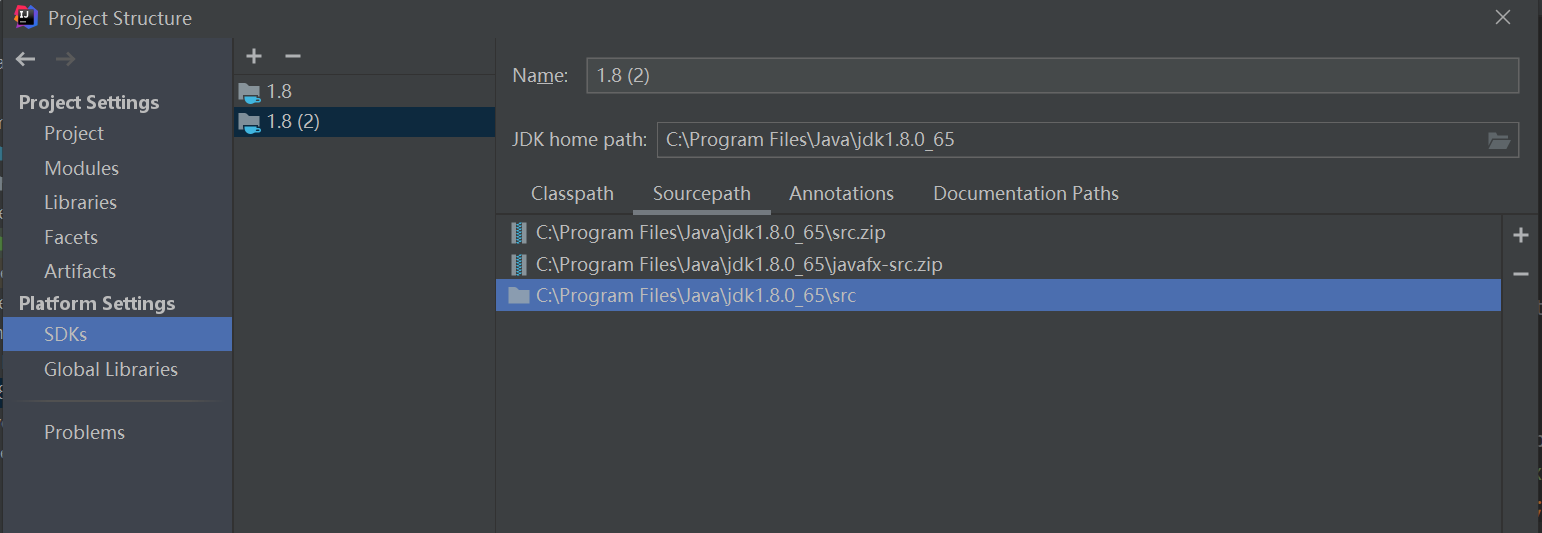 Project Structure
Project Settings
Project
Modules
Libraries
Facets
Artifacts
Platform Settings
SDKs
Global Libraries
Problems
1.8
1.8 (2)
Name: 1.8 (2)
JDK home path: C:\Program Files\Java\jdk1.8.0_65
Classpath Sourcepath Annotations Documentation Paths
C:\Program Files\Java\jdk1.8.0_65\src.zip
C:\Program Files\Java\jdk1.8.0_65\javafx-src.zip
C:\Program Files\Java\jdk1.8.0_65\src